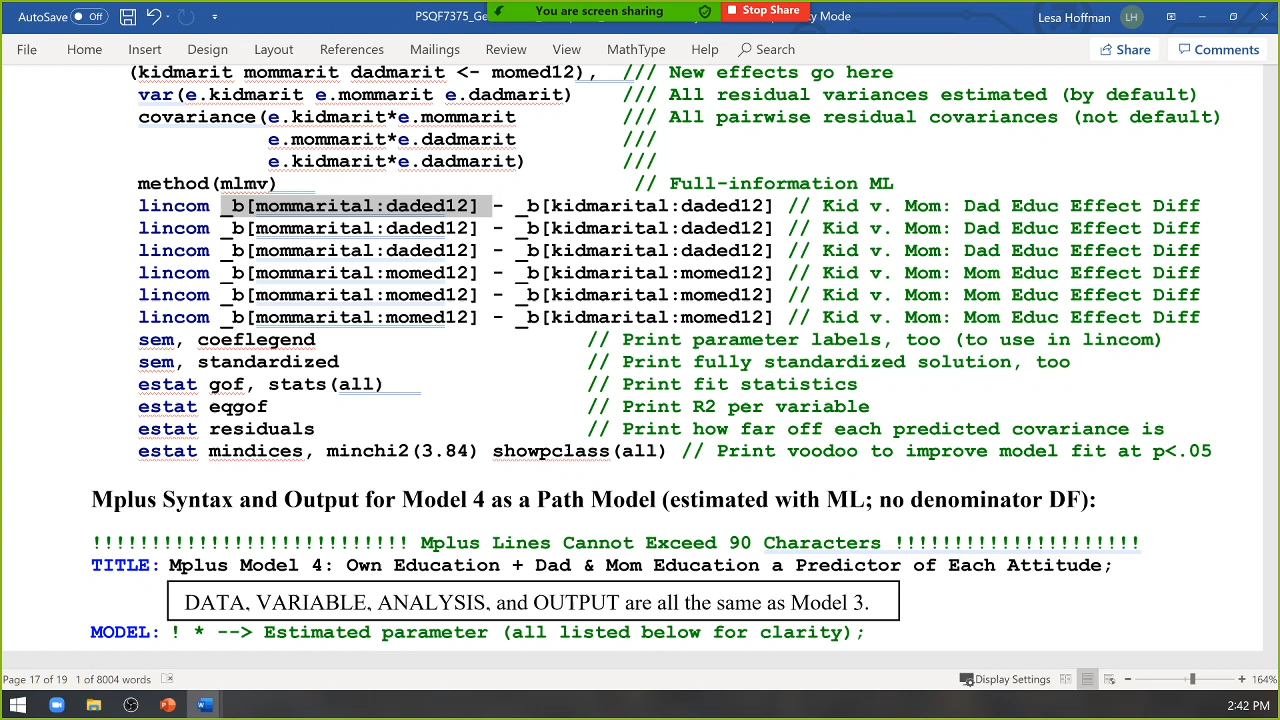 AutoSave Off
PSQF7375_Ge
You are screen sharing
Stop Share
ty Mode
Lesa Hoffman LH
File Home Insert Design Layout References Mailings Review View MathType Help Search Share Comments
(kidmarit mommarit dadmarit <- momed12), /// New effects go here
var(e.kidmarit e.mommarit e.dadmarit) /// All residual variances estimated (by default)
covariance(e.kidmarit*e.mommarit /// All pairwise residual covariances (not default)
e.mommarit*e.dadmarit ///
e.kidmarit*e.dadmarit) ///
method(mlmv) // Full-information ML
lincom _b[mommarital:daded12] - _b[kidmarital:daded12] // Kid v. Mom: Dad Educ Effect Diff
lincom _b[mommarital:daded12] - _b[kidmarital:daded12] // Kid v. Mom: Dad Educ Effect Diff
lincom _b[mommarital:daded12] - _b[kidmarital:daded12] // Kid v. Mom: Dad Educ Effect Diff
lincom _b[mommarital:momed12] - _b[kidmarital:momed12] // Kid v. Mom: Mom Educ Effect Diff
lincom _b[mommarital:momed12] - _b[kidmarital:momed12] // Kid v. Mom: Mom Educ Effect Diff
lincom _b[mommarital:momed12] - _b[kidmarital:momed12] // Kid v. Mom: Mom Educ Effect Diff
sem, coeflegend // Print parameter labels, too (to use in lincom)
sem, standardized // Print fully standardized solution, too
estat gof, stats(all) // Print fit statistics
estat eqgof // Print R2 per variable
estat residuals // Print how far off each predicted covariance is
estat mindices, minchi2(3.84) showpclass(all) // Print voodoo to improve model fit at p<.05
Mplus Syntax and Output for Model 4 as a Path Model (estimated with ML; no denominator DF):
!!!!!!!!!!!!!!!!!!!!!!!!!!! Mplus Lines Cannot Exceed 90 Characters !!!!!!!!!!!!!!!!!!!!!
TITLE: Mplus Model 4: Own Education + Dad & Mom Education a Predictor of Each Attitude;
DATA, VARIABLE, ANALYSIS, and OUTPUT are all the same as Model 3.
MODEL: ! * --> Estimated parameter (all listed below for clarity);
Page 17 of 19 1 of 8004 words Display Settings 164%
2:42 PM